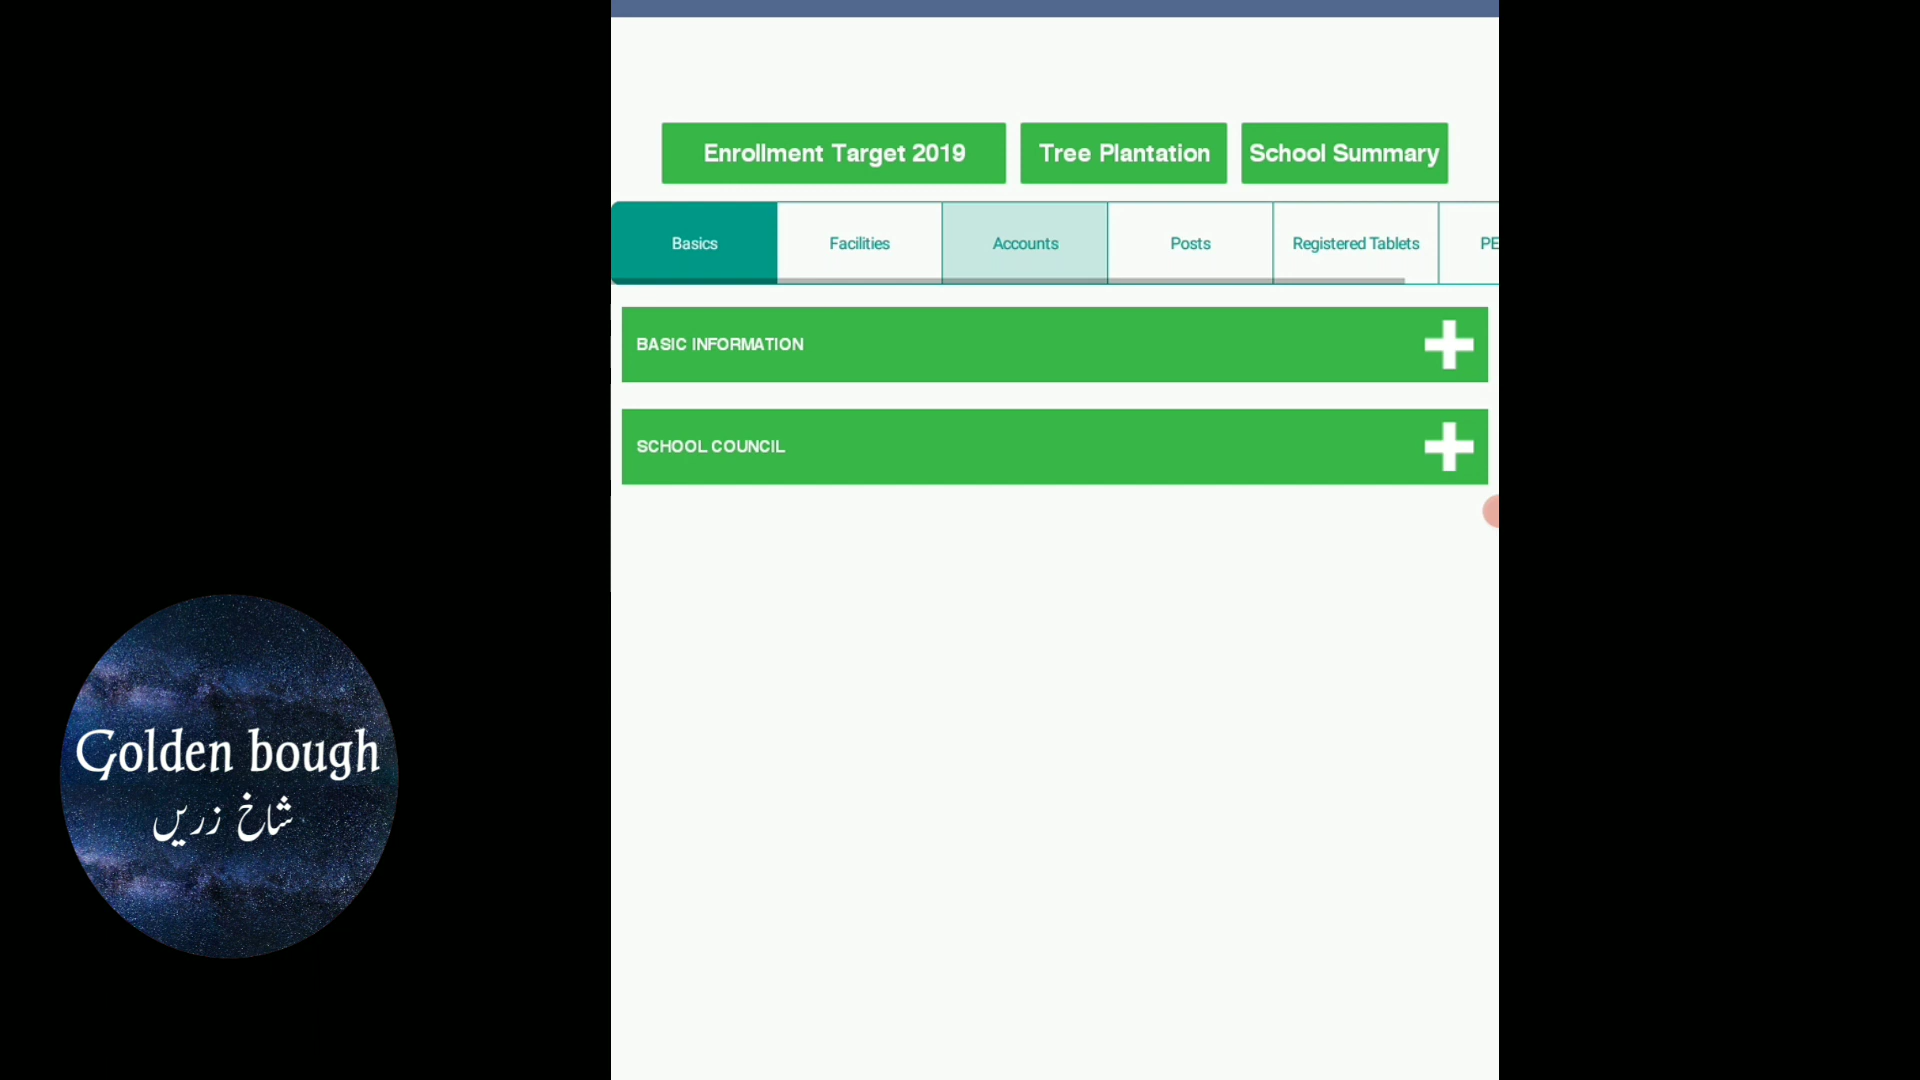 Enrollment Target 2019
Tree Plantation
School Summary
Basics
Facilities
Accounts
Posts
Registered Tablets
PE
BASIC INFORMATION
SCHOOL COUNCIL
Golden bough
شاخ زریں